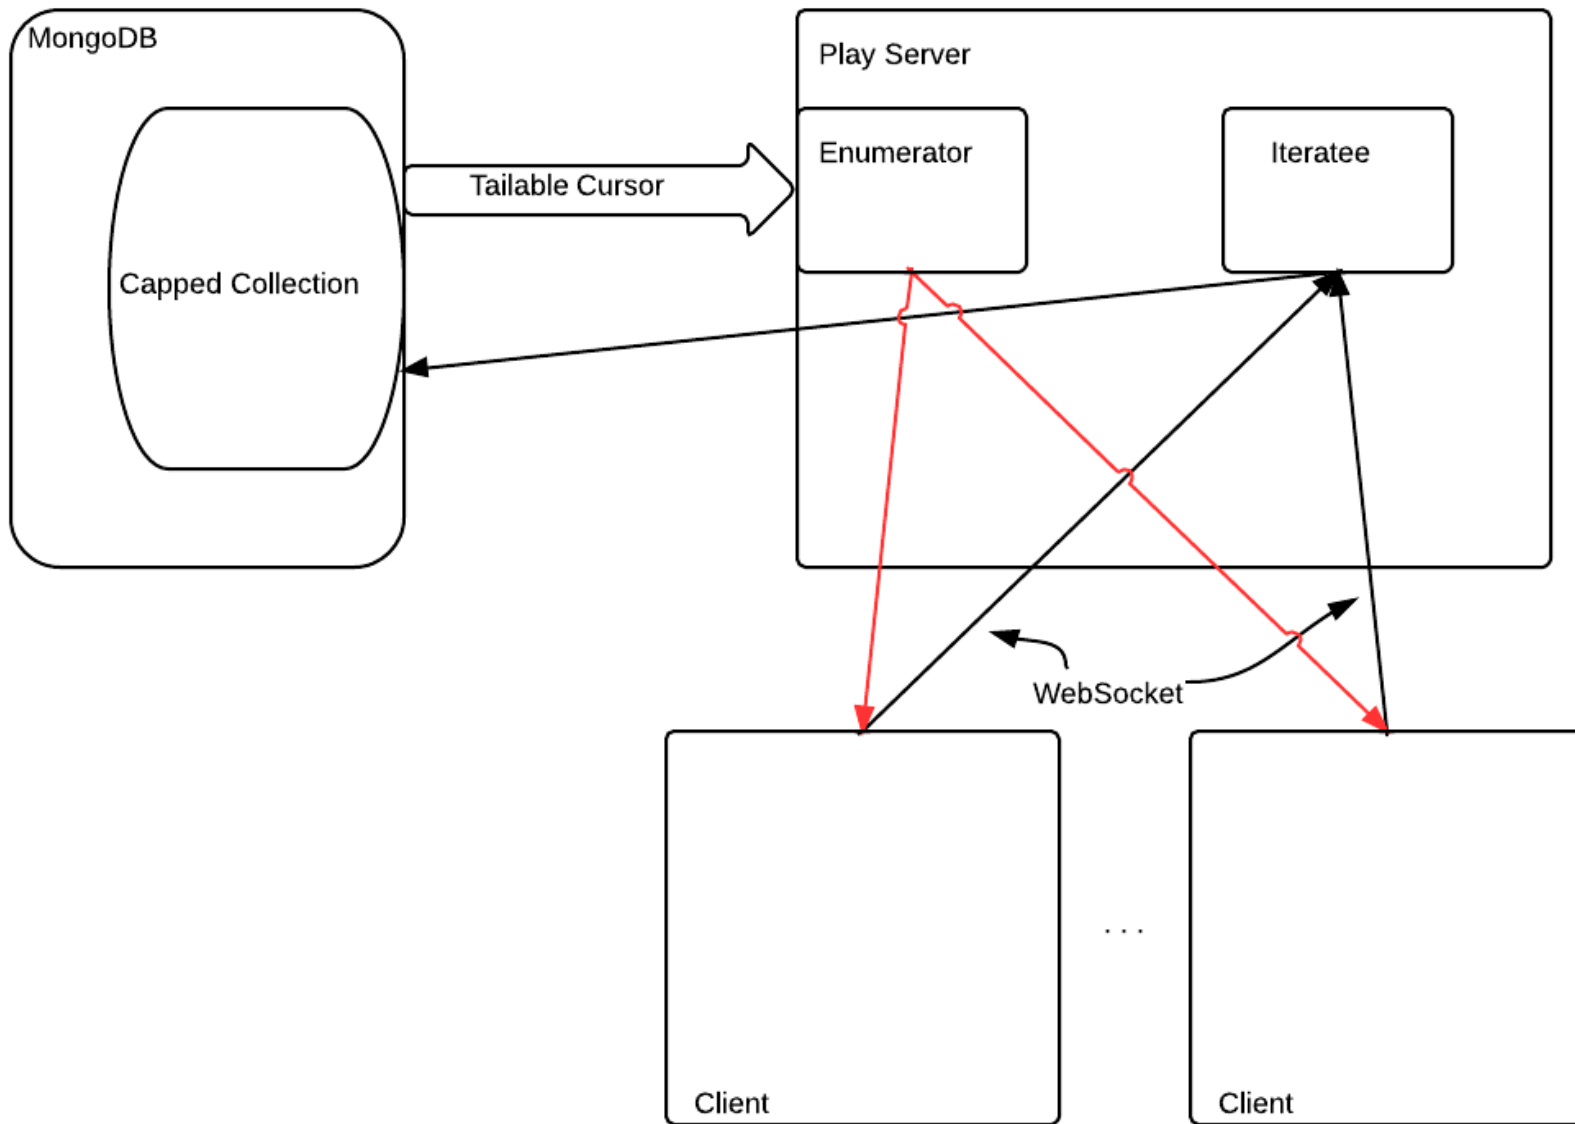 MongoDB
Play Server
Enumerator
Iteratee
Tailable Cursor
Capped Collection
WebSocket
. . .
Client
Client